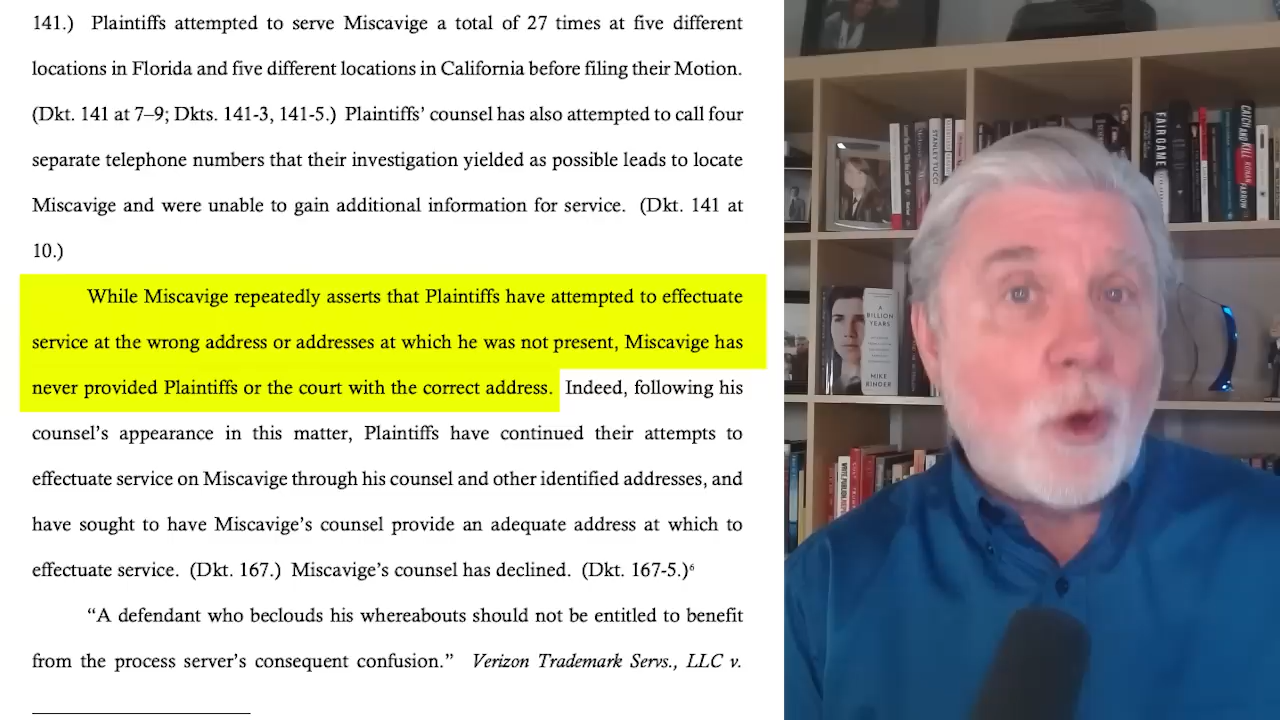 141.) Plaintiffs attempted to serve Miscavige a total of 27 times at five different
locations in Florida and five different locations in California before filing their Motion.
(Dkt. 141 at 7–9; Dkts. 141-3, 141-5.) Plaintiffs’ counsel has also attempted to call four
separate telephone numbers that their investigation yielded as possible leads to locate
Miscavige and were unable to gain additional information for service. (Dkt. 141 at
10.)
While Miscavige repeatedly asserts that Plaintiffs have attempted to effectuate
service at the wrong address or addresses at which he was not present, Miscavige has
never provided Plaintiffs or the court with the correct address. Indeed, following his
counsel’s appearance in this matter, Plaintiffs have continued their attempts to
effectuate service on Miscavige through his counsel and other identified addresses, and
have sought to have Miscavige’s counsel provide an adequate address at which to
effectuate service. (Dkt. 167.) Miscavige’s counsel has declined. (Dkt. 167-5.)⁶
“A defendant who beclouds his whereabouts should not be entitled to benefit
from the process server’s consequent confusion.” Verizon Trademark Servs., LLC v.
STANLEY TUCCI
FAIR GAME
CATCH AND KILL RONAN FARROW
A
BILLION
YEARS
MIKE
RINDER